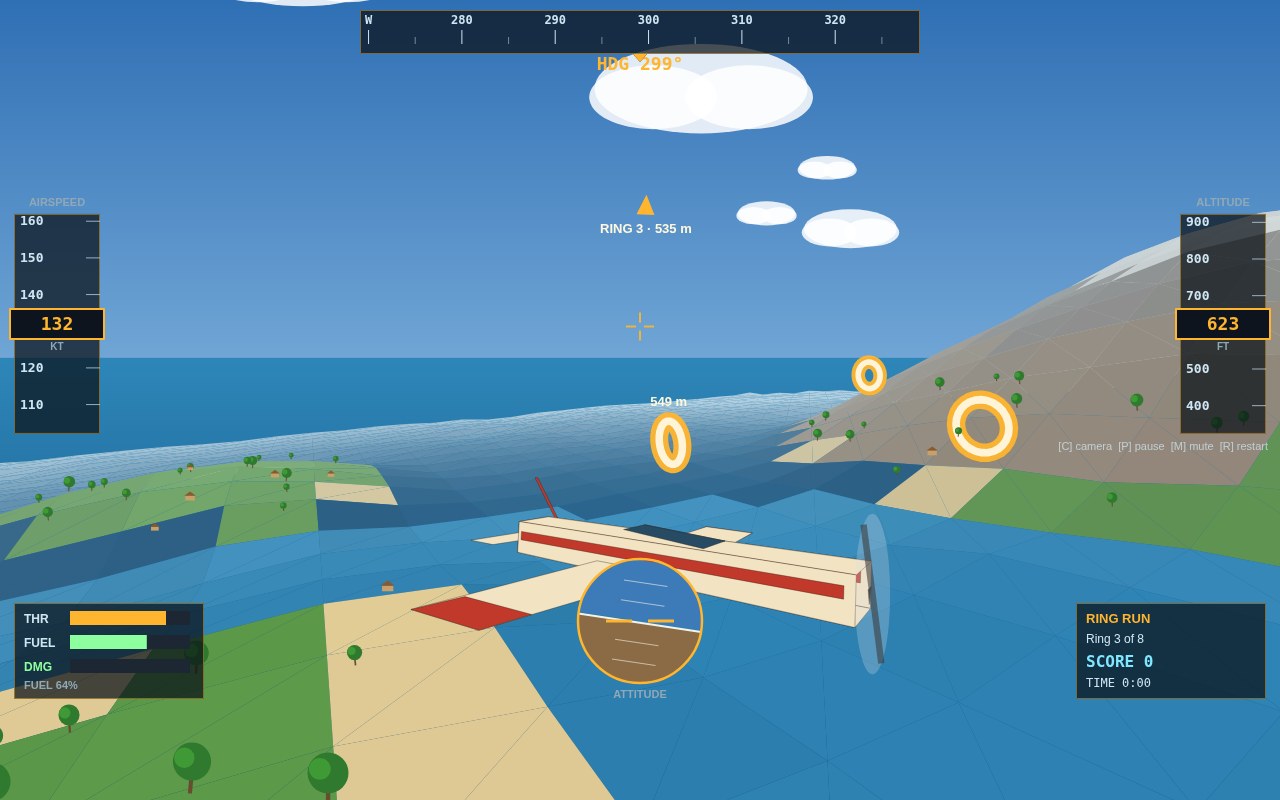 W 280 290 300 310 320
HDG 299°
AIRSPEED
160
150
140
132
KT
120
110
ALTITUDE
900
800
700
623
FT
500
400
RING 3 · 535 m
549 m
[C] camera [P] pause [M] mute [R] restart
THR
FUEL
DMG
FUEL 64%
ATTITUDE
RING RUN
Ring 3 of 8
SCORE 0
TIME 0:00